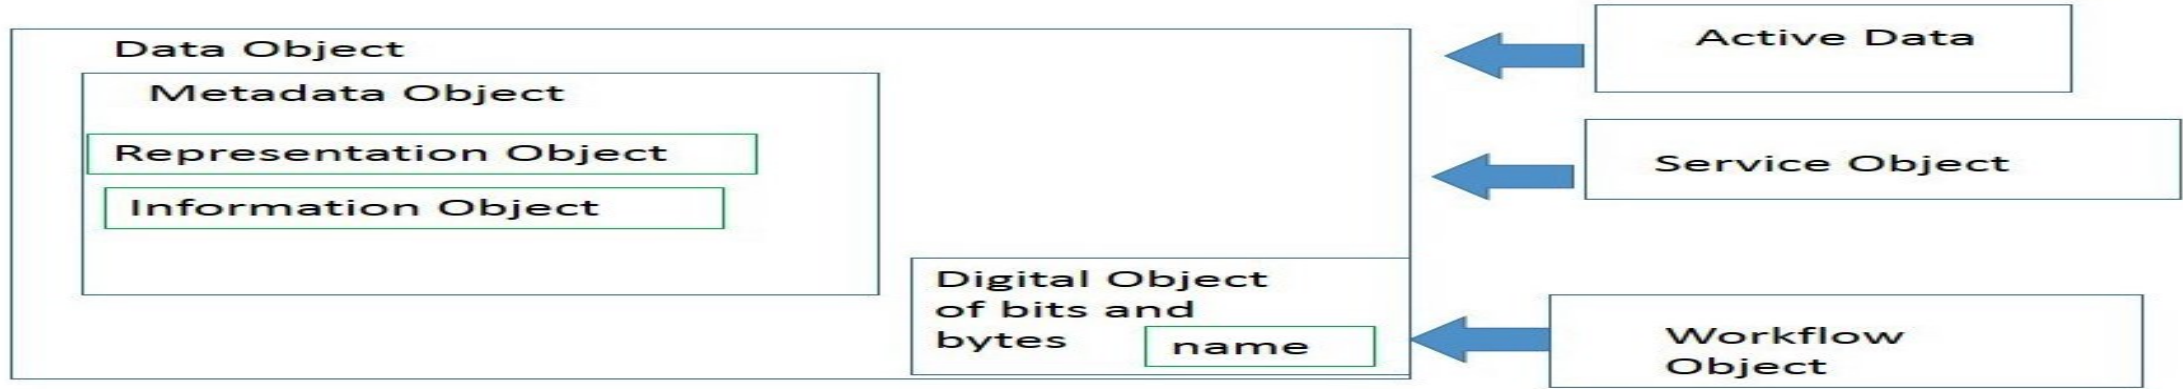 Data Object
Metadata Object
Representation Object
Information Object
Digital Object
of bits and
bytes
name
Active Data
Service Object
Workflow
Object